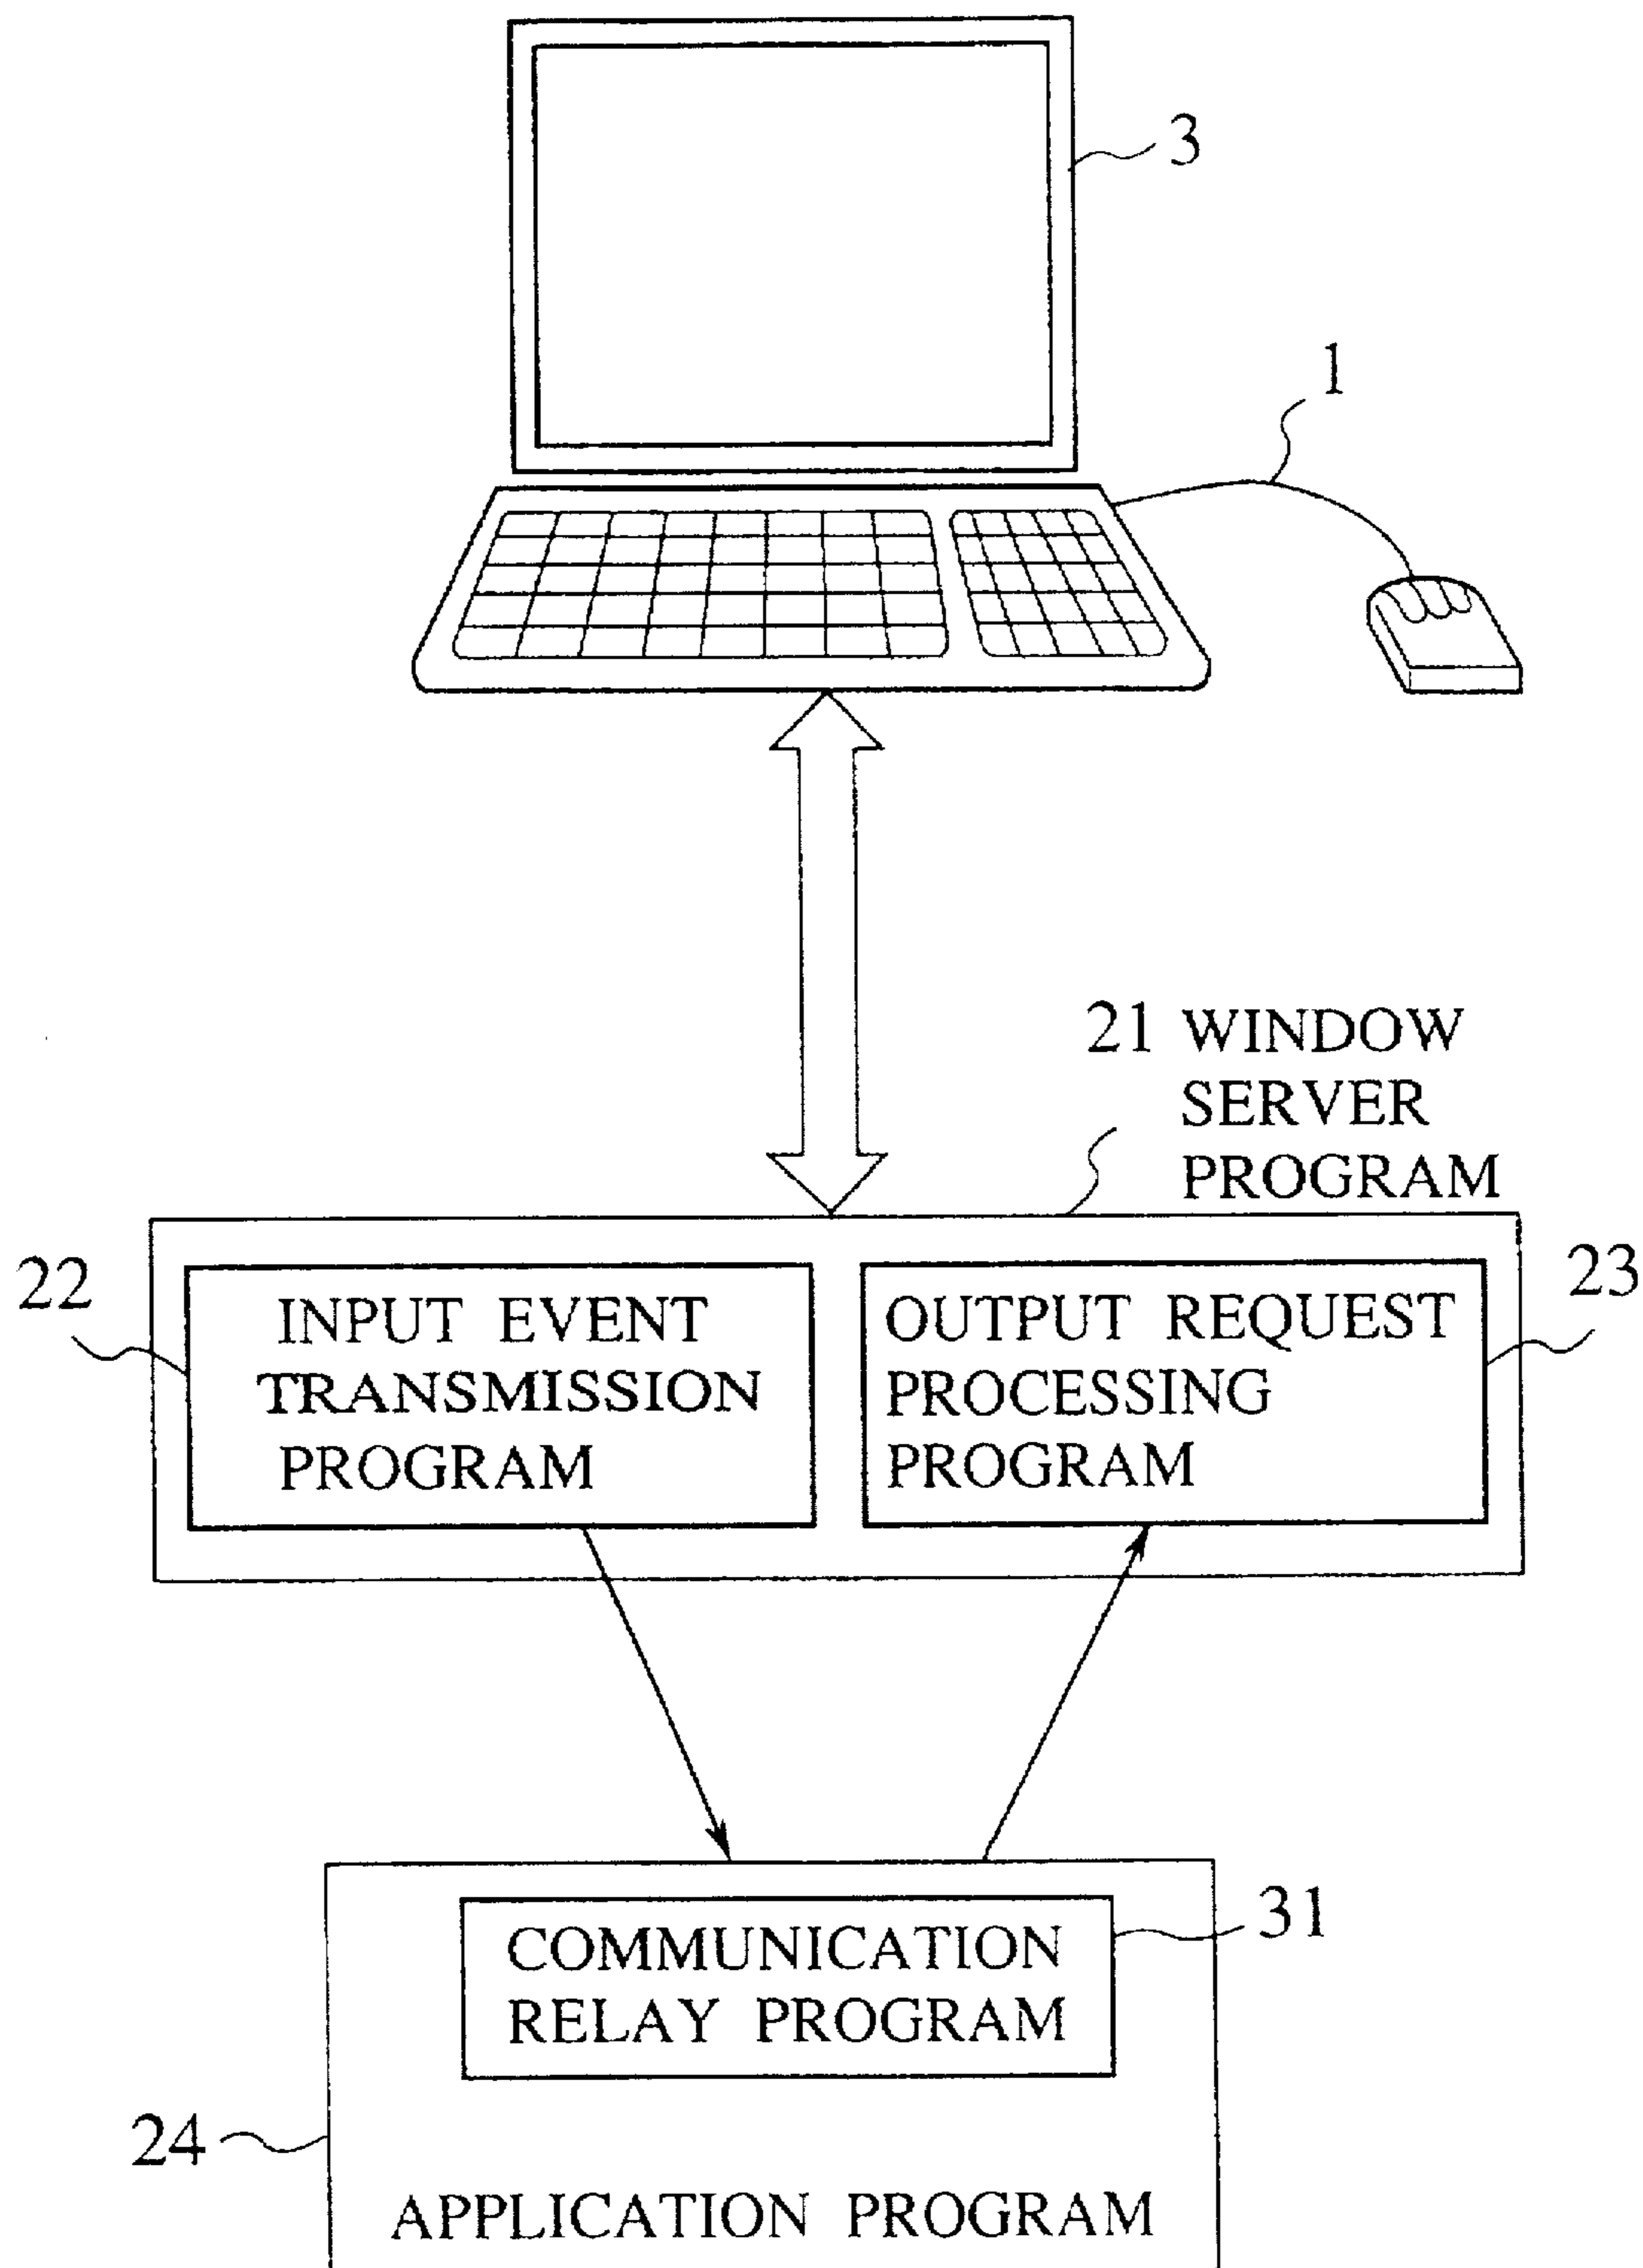 3
1
21 WINDOW
SERVER
PROGRAM
22
INPUT EVENT
TRANSMISSION
PROGRAM
OUTPUT REQUEST
PROCESSING
PROGRAM
23
COMMUNICATION
RELAY PROGRAM
31
24
APPLICATION PROGRAM